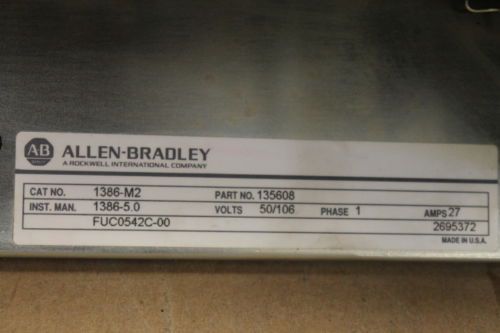 AB ALLEN-BRADLEY
A ROCKWELL INTERNATIONAL COMPANY
CAT NO. 1386-M2 PART NO. 135608
INST. MAN. 1386-5.0 VOLTS 50/106 PHASE 1 AMPS 27
FUC0542C-00 2695372
MADE IN U.S.A.